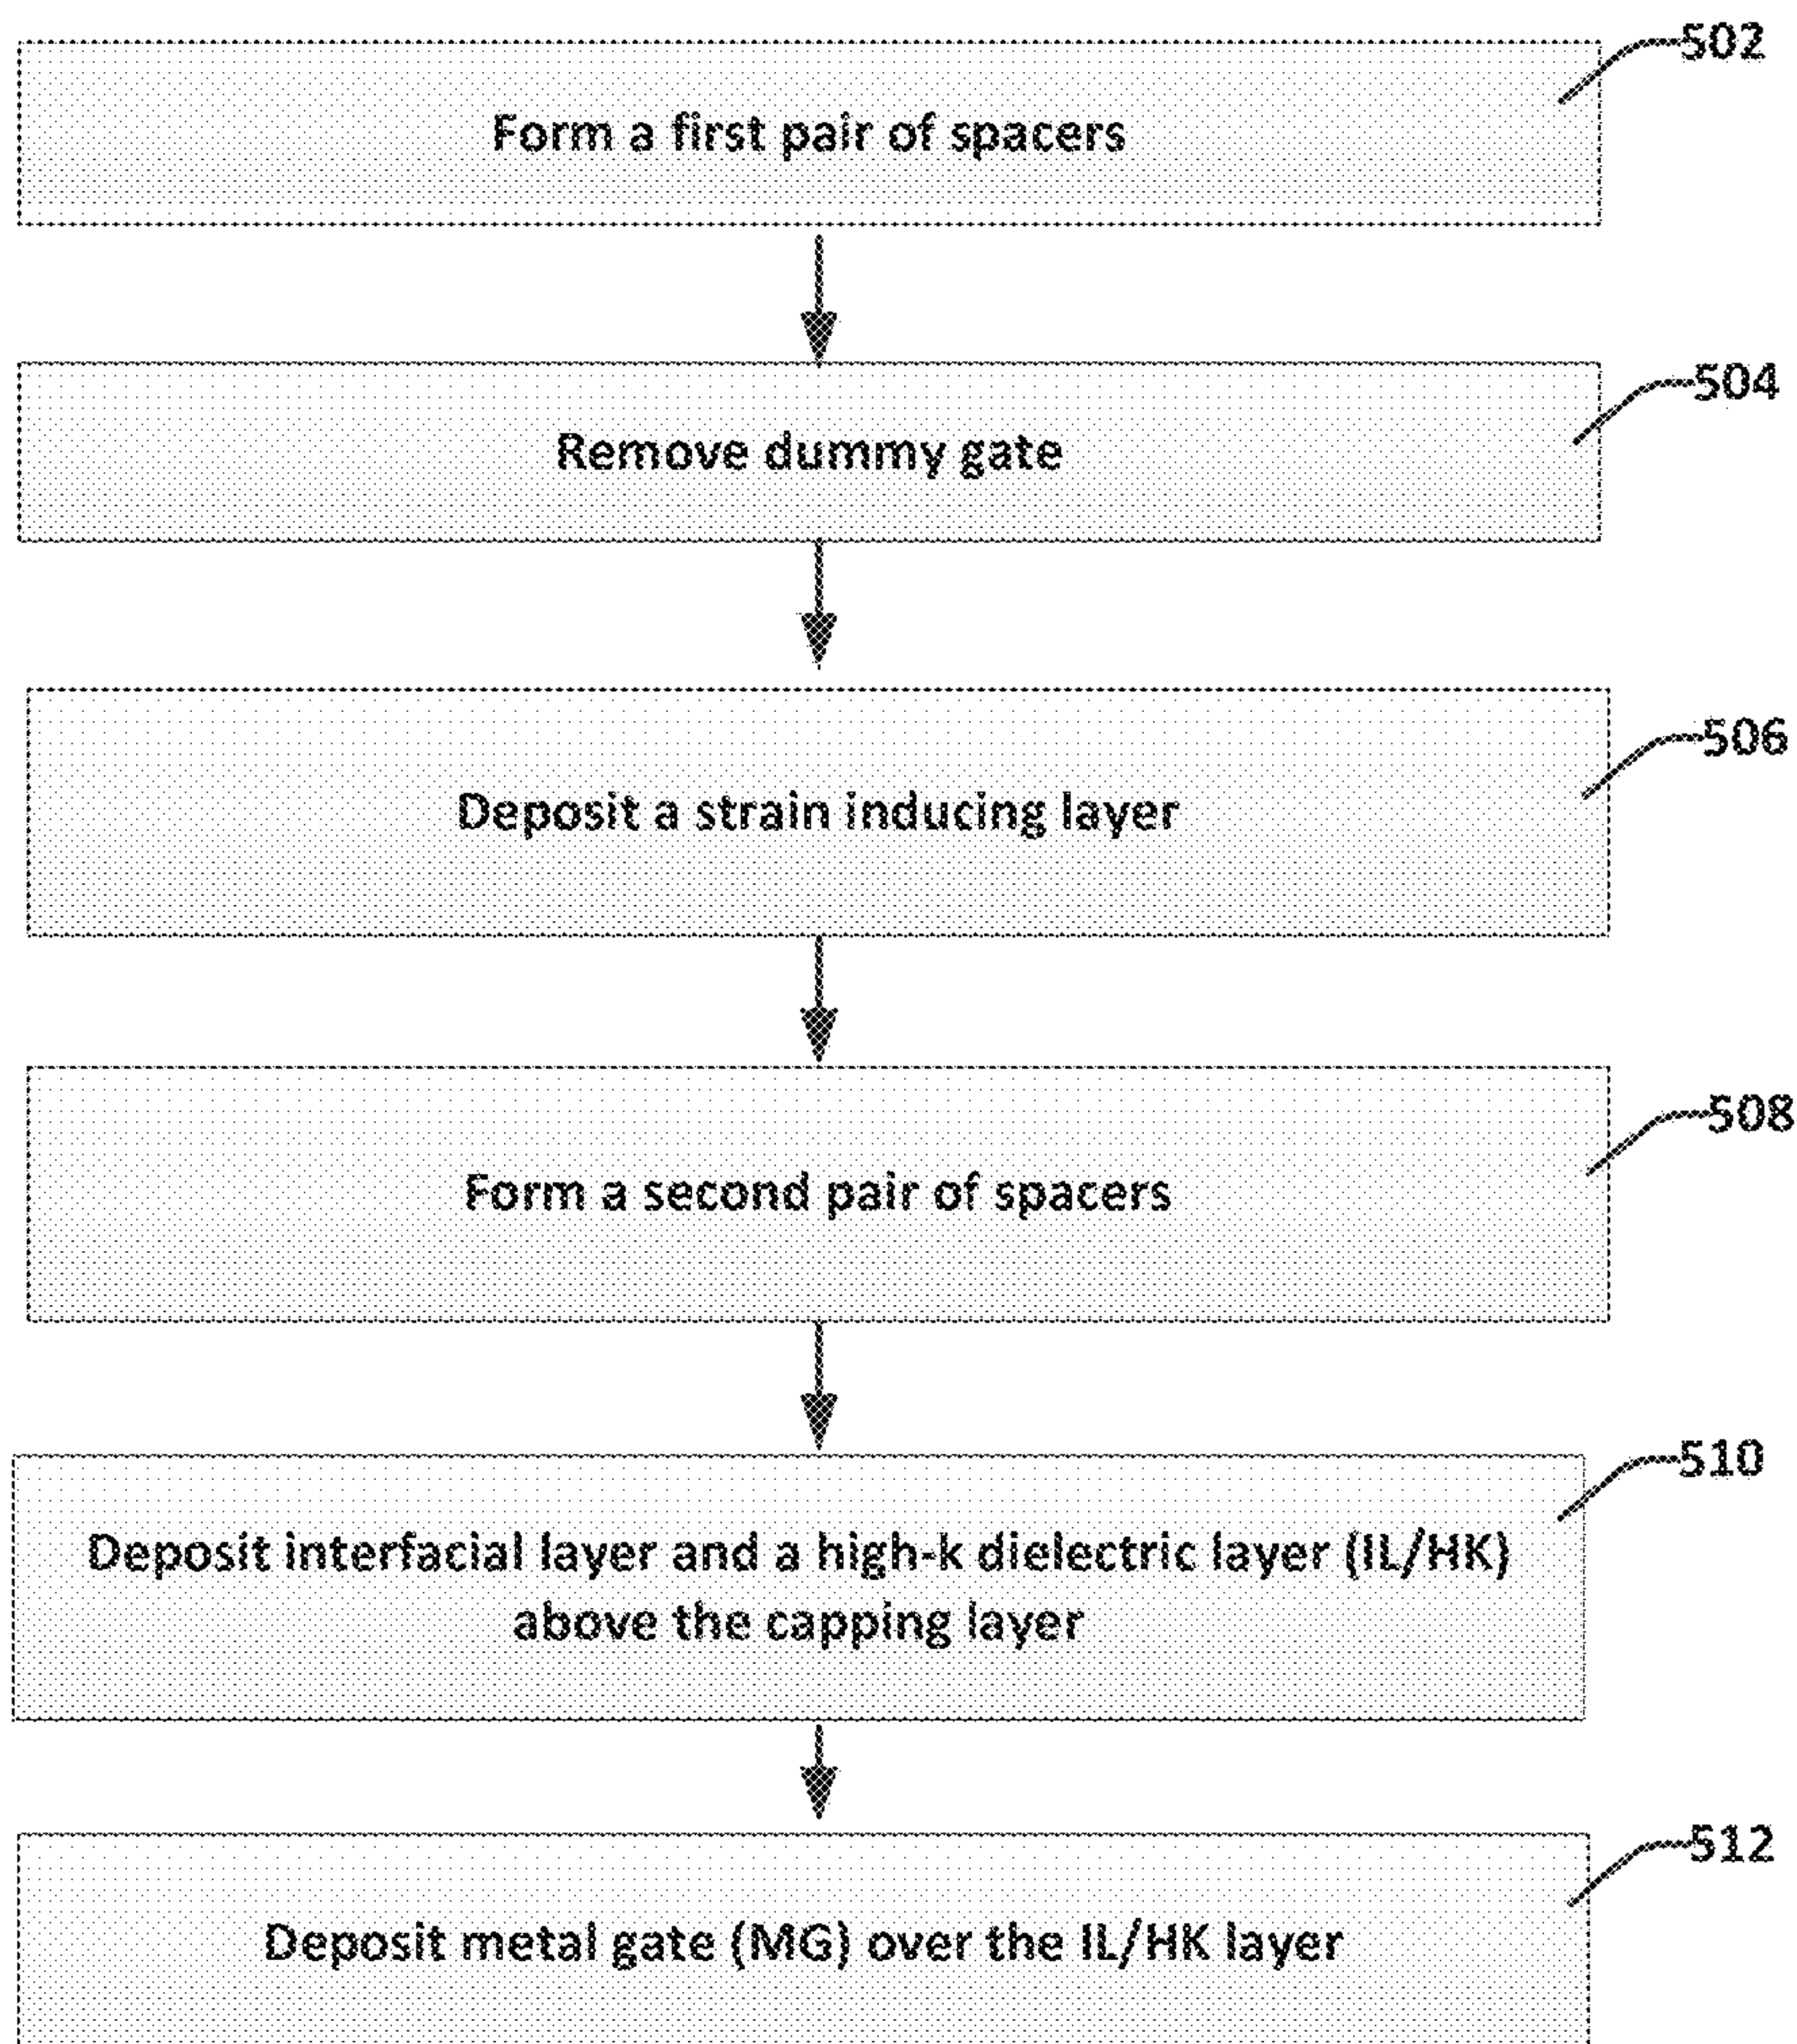 502
Form a first pair of spacers
504
Remove dummy gate
506
Deposit a strain inducing layer
508
Form a second pair of spacers
510
Deposit interfacial layer and a high-k dielectric layer (IL/HK)
above the capping layer
512
Deposit metal gate (MG) over the IL/HK layer